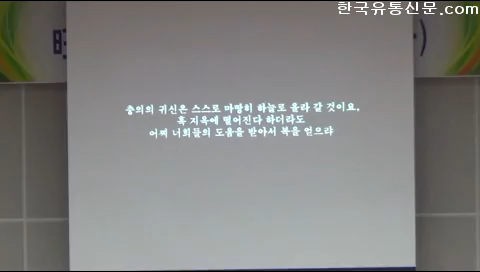 한국유통신문.com
충의의 귀신은 스스로 마땅히 하늘로 올라 갈 것이요.
혹 지옥에 떨어진다 하더라도
어찌 너희들의 도움을 받아서 복을 얻으랴